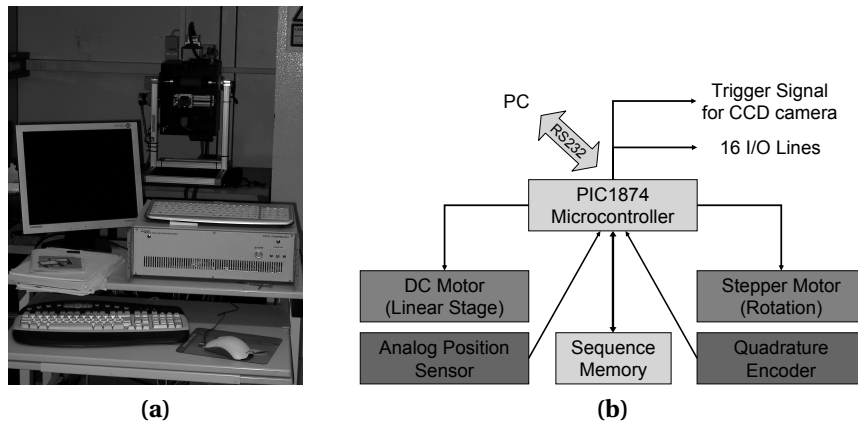 PC
RS232
Trigger Signal
for CCD camera
16 I/O Lines
PIC1874
Microcontroller
DC Motor
(Linear Stage)
Stepper Motor
(Rotation)
Analog Position
Sensor
Sequence
Memory
Quadrature
Encoder
(a)
(b)